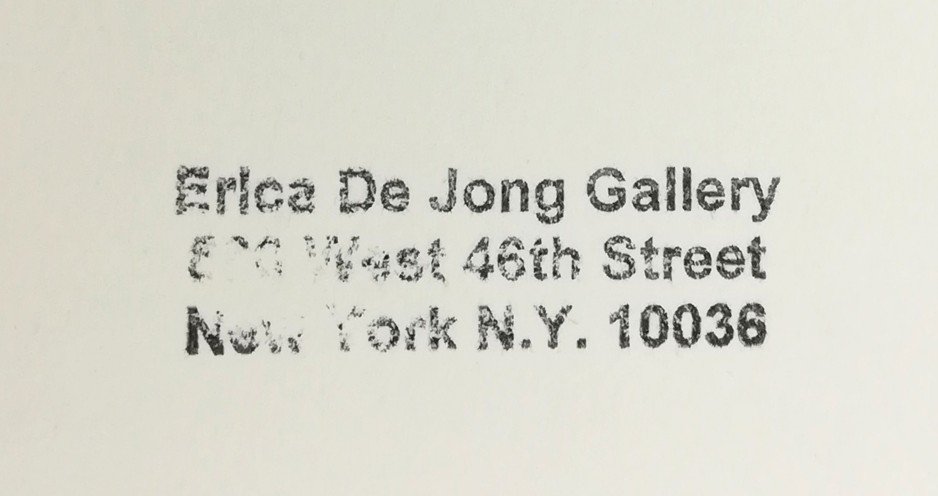 Erica De Jong Gallery
West 46th Street
New York N.Y. 10036